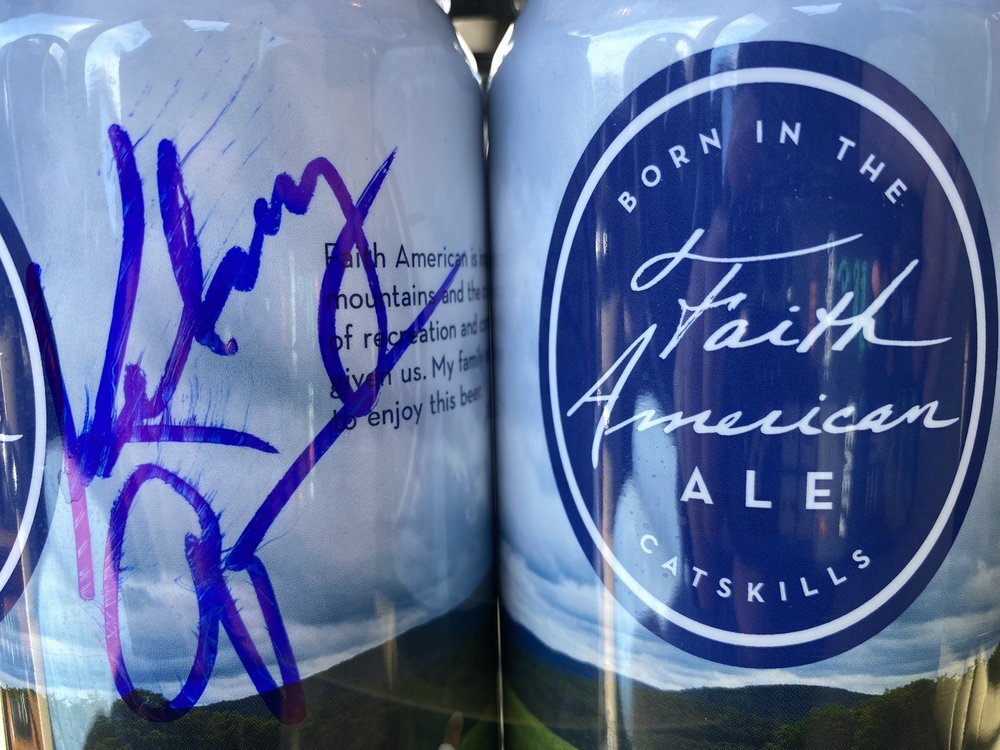 Faith American is
mountains and the
of recreation and
given us. My family
to enjoy this beer.
BORN IN THE
Faith
American
ALE
CATSKILLS